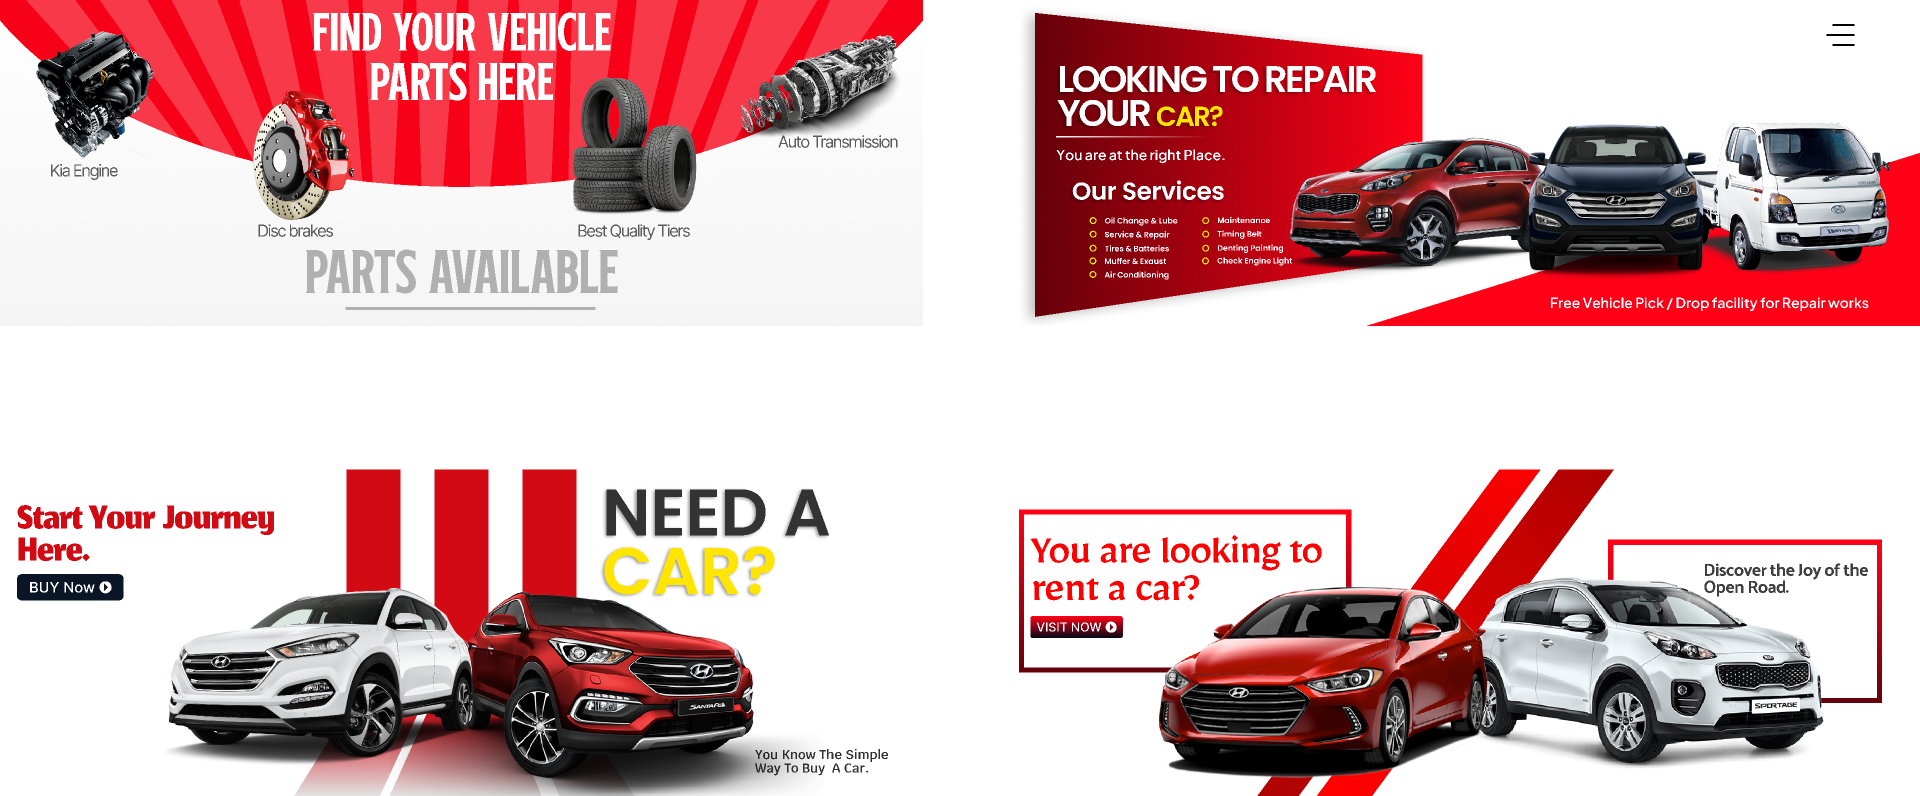 FIND YOUR VEHICLE
PARTS HERE
Kia Engine
Disc brakes
Best Quality Tiers
Auto Transmission
PARTS AVAILABLE
LOOKING TO REPAIR
YOUR CAR?
You are at the right Place.
Our Services
Oil Change & Lube
Service & Repair
Tires & Batteries
Muffer & Exaust
Air Conditioning
Maintenance
Timing Belt
Denting Painting
Check Engine Light
Free Vehicle Pick / Drop facility for Repair works
Start Your Journey
Here.
BUY Now
NEED A
CAR?
SANTA Fe
You Know The Simple
Way To Buy A Car.
You are looking to
rent a car?
VISIT NOW
Discover the Joy of the
Open Road.
SPORTAGE